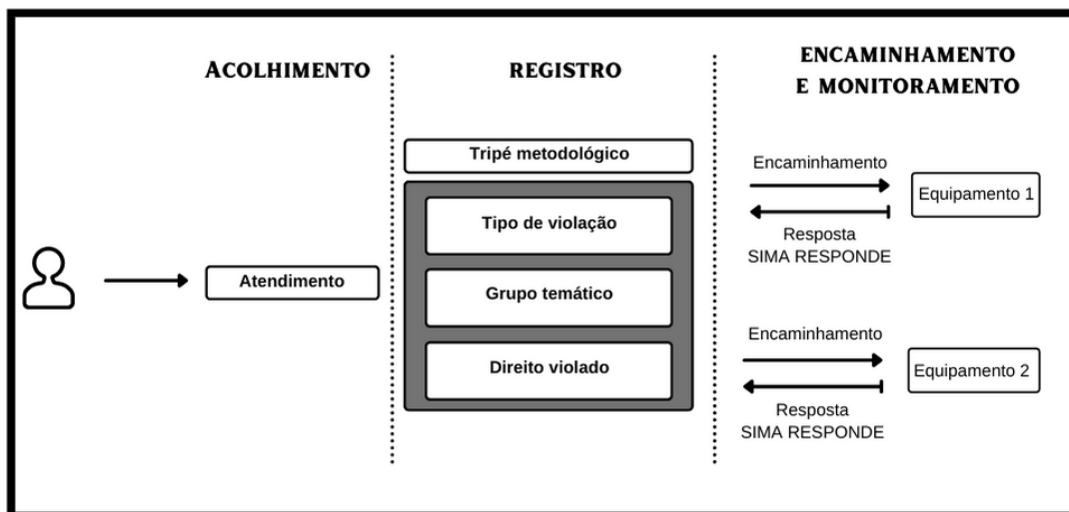 ACOLHIMENTO
REGISTRO
ENCAMINHAMENTO
E MONITORAMENTO
Tripé metodológico
Tipo de violação
Grupo temático
Direito violado
Atendimento
Encaminhamento
Equipamento 1
Resposta
SIMA RESPONDE
Encaminhamento
Equipamento 2
Resposta
SIMA RESPONDE